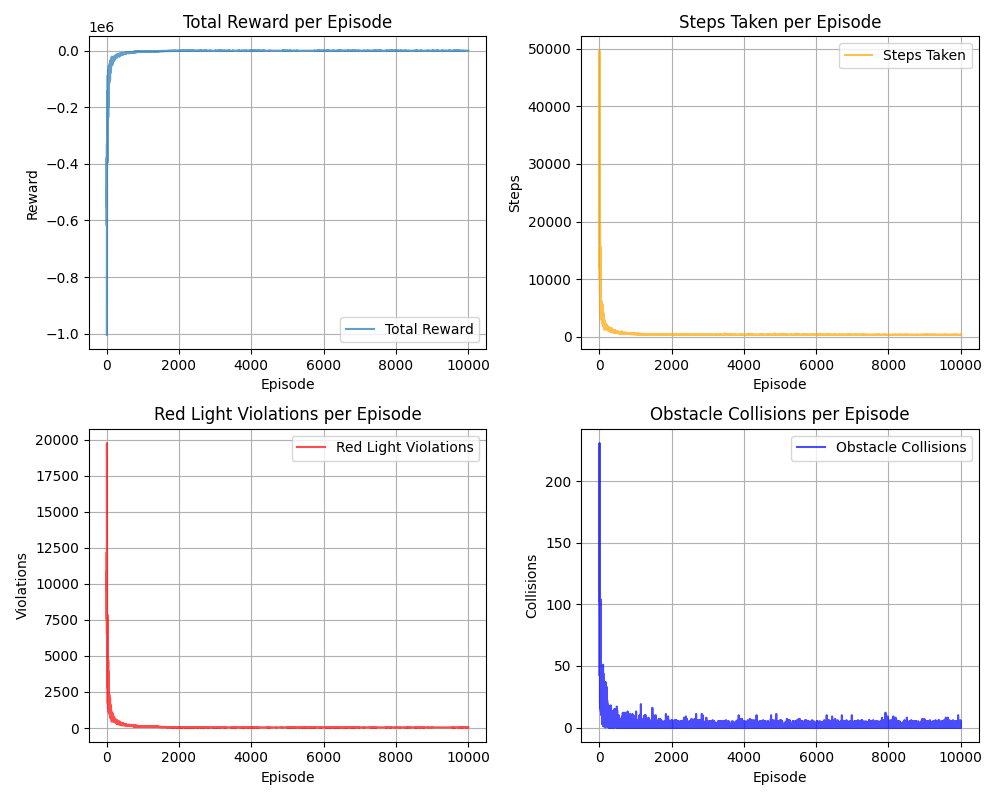 Total Reward per Episode
1e6
0.0
−0.2
−0.4
−0.6
−0.8
−1.0
Reward
Total Reward
0 2000 4000 6000 8000 10000
Episode
Steps Taken per Episode
50000
40000
30000
20000
10000
0
Steps
Steps Taken
0 2000 4000 6000 8000 10000
Episode
Red Light Violations per Episode
20000
17500
15000
12500
10000
7500
5000
2500
0
Violations
Red Light Violations
0 2000 4000 6000 8000 10000
Episode
Obstacle Collisions per Episode
200
150
100
50
0
Collisions
Obstacle Collisions
0 2000 4000 6000 8000 10000
Episode